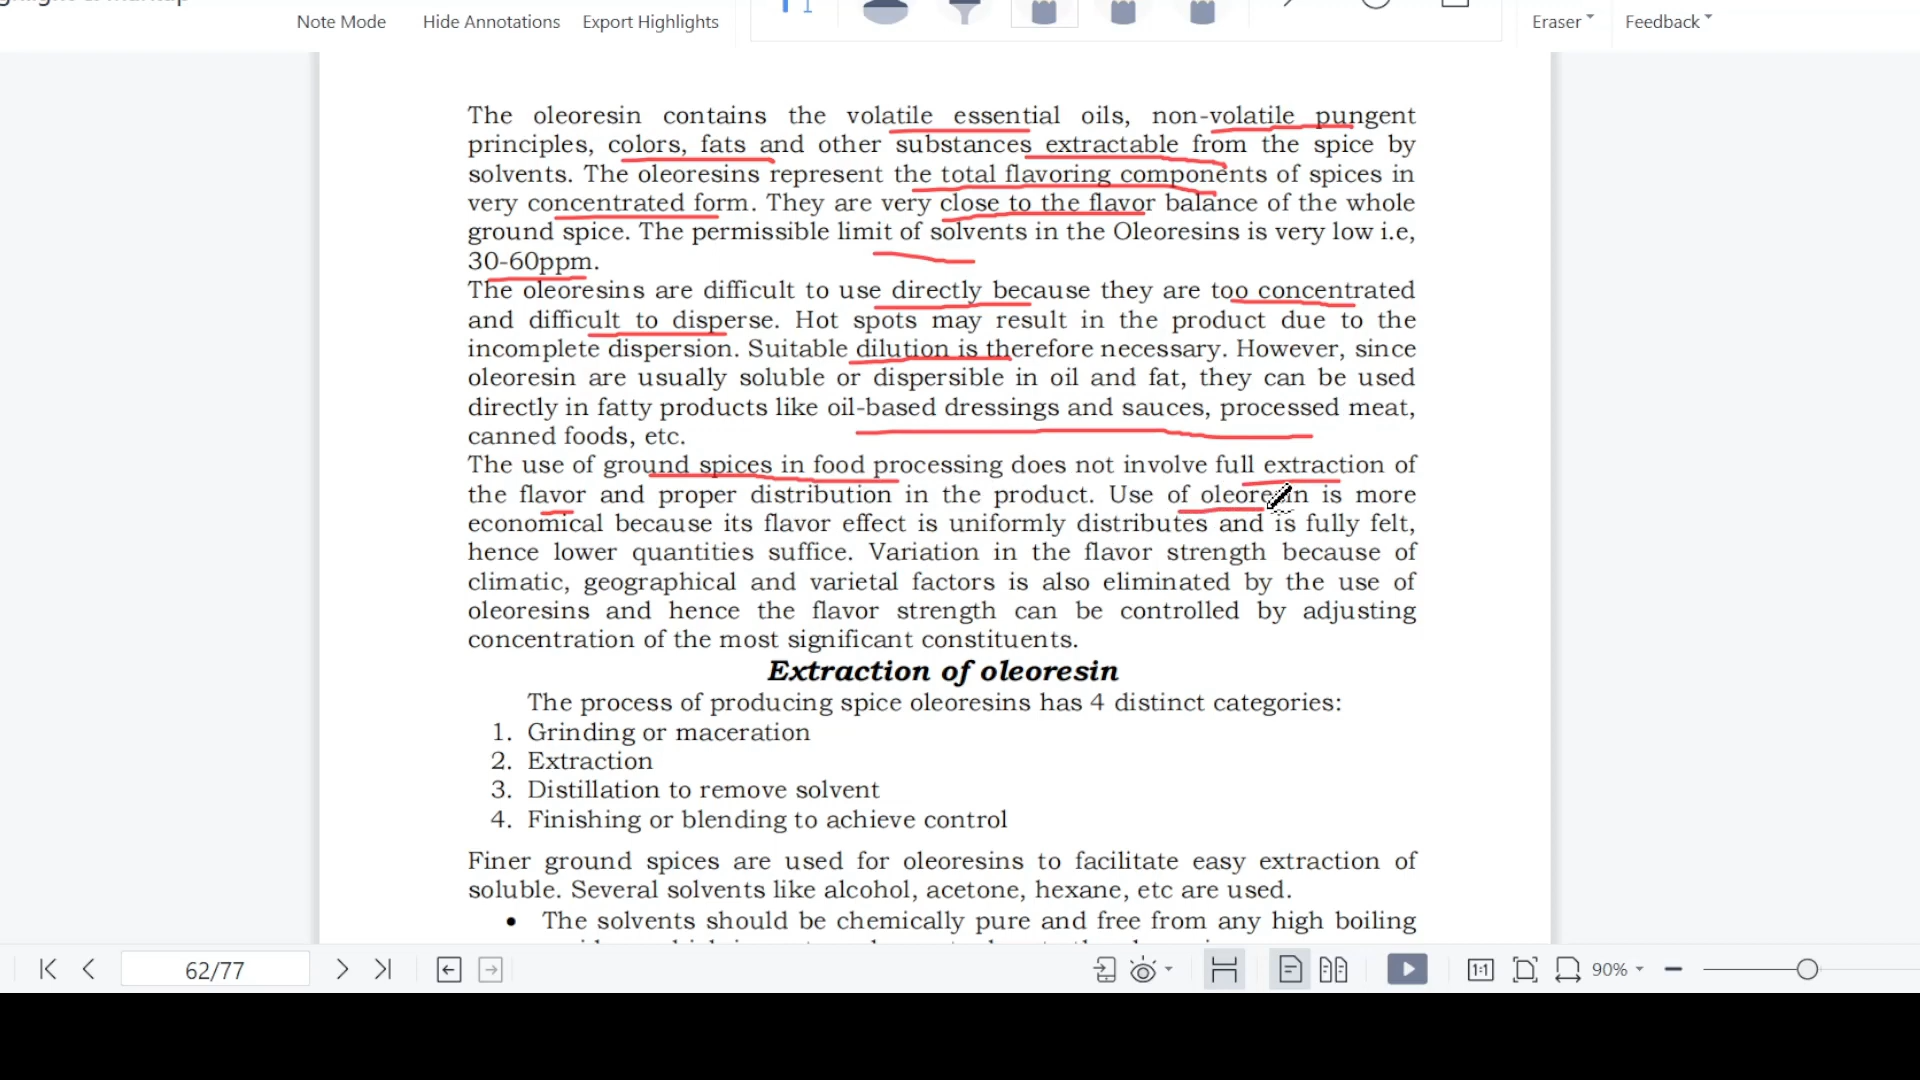 Note Mode
Hide Annotations
Export Highlights
Eraser
Feedback
The oleoresin contains the volatile essential oils, non-volatile pungent
principles, colors, fats and other substances extractable from the spice by
solvents. The oleoresins represent the total flavoring components of spices in
very concentrated form. They are very close to the flavor balance of the whole
ground spice. The permissible limit of solvents in the Oleoresins is very low i.e,
30-60ppm.
The oleoresins are difficult to use directly because they are too concentrated
and difficult to disperse. Hot spots may result in the product due to the
incomplete dispersion. Suitable dilution is therefore necessary. However, since
oleoresin are usually soluble or dispersible in oil and fat, they can be used
directly in fatty products like oil-based dressings and sauces, processed meat,
canned foods, etc.
The use of ground spices in food processing does not involve full extraction of
the flavor and proper distribution in the product. Use of oleoresin is more
economical because its flavor effect is uniformly distributes and is fully felt,
hence lower quantities suffice. Variation in the flavor strength because of
climatic, geographical and varietal factors is also eliminated by the use of
oleoresins and hence the flavor strength can be controlled by adjusting
concentration of the most significant constituents.
Extraction of oleoresin
The process of producing spice oleoresins has 4 distinct categories:
1. Grinding or maceration
2. Extraction
3. Distillation to remove solvent
4. Finishing or blending to achieve control
Finer ground spices are used for oleoresins to facilitate easy extraction of
soluble. Several solvents like alcohol, acetone, hexane, etc are used.
• The solvents should be chemically pure and free from any high boiling
62/77
1:1
90%